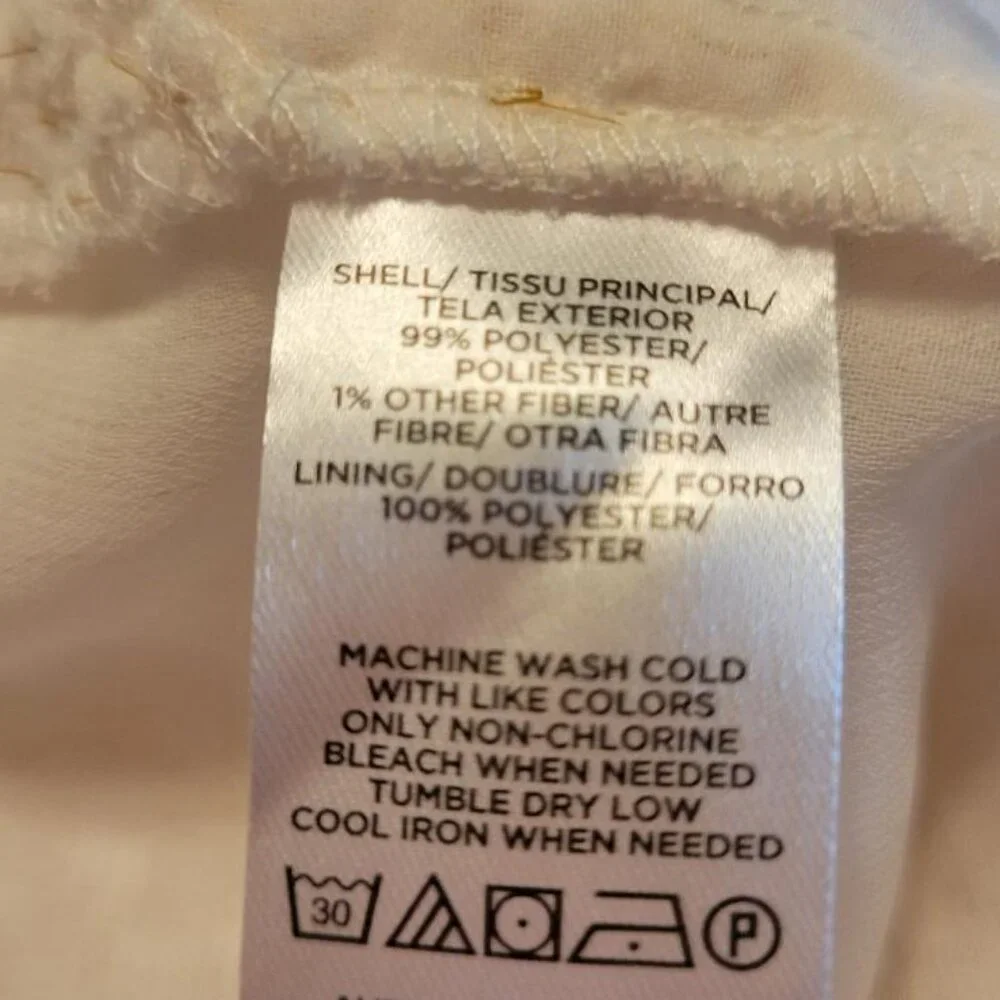 SHELL/ TISSU PRINCIPAL/
TELA EXTERIOR
99% POLYESTER/
POLIÉSTER
1% OTHER FIBER/ AUTRE
FIBRE/ OTRA FIBRA
LINING/ DOUBLURE/ FORRO
100% POLYESTER/
POLIÉSTER
MACHINE WASH COLD
WITH LIKE COLORS
ONLY NON-CHLORINE
BLEACH WHEN NEEDED
TUMBLE DRY LOW
COOL IRON WHEN NEEDED
30 P